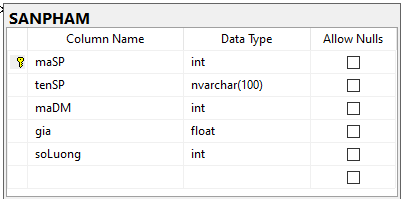 SANPHAM
Column Name Data Type Allow Nulls
maSP int
tenSP nvarchar(100)
maDM int
gia float
soLuong int